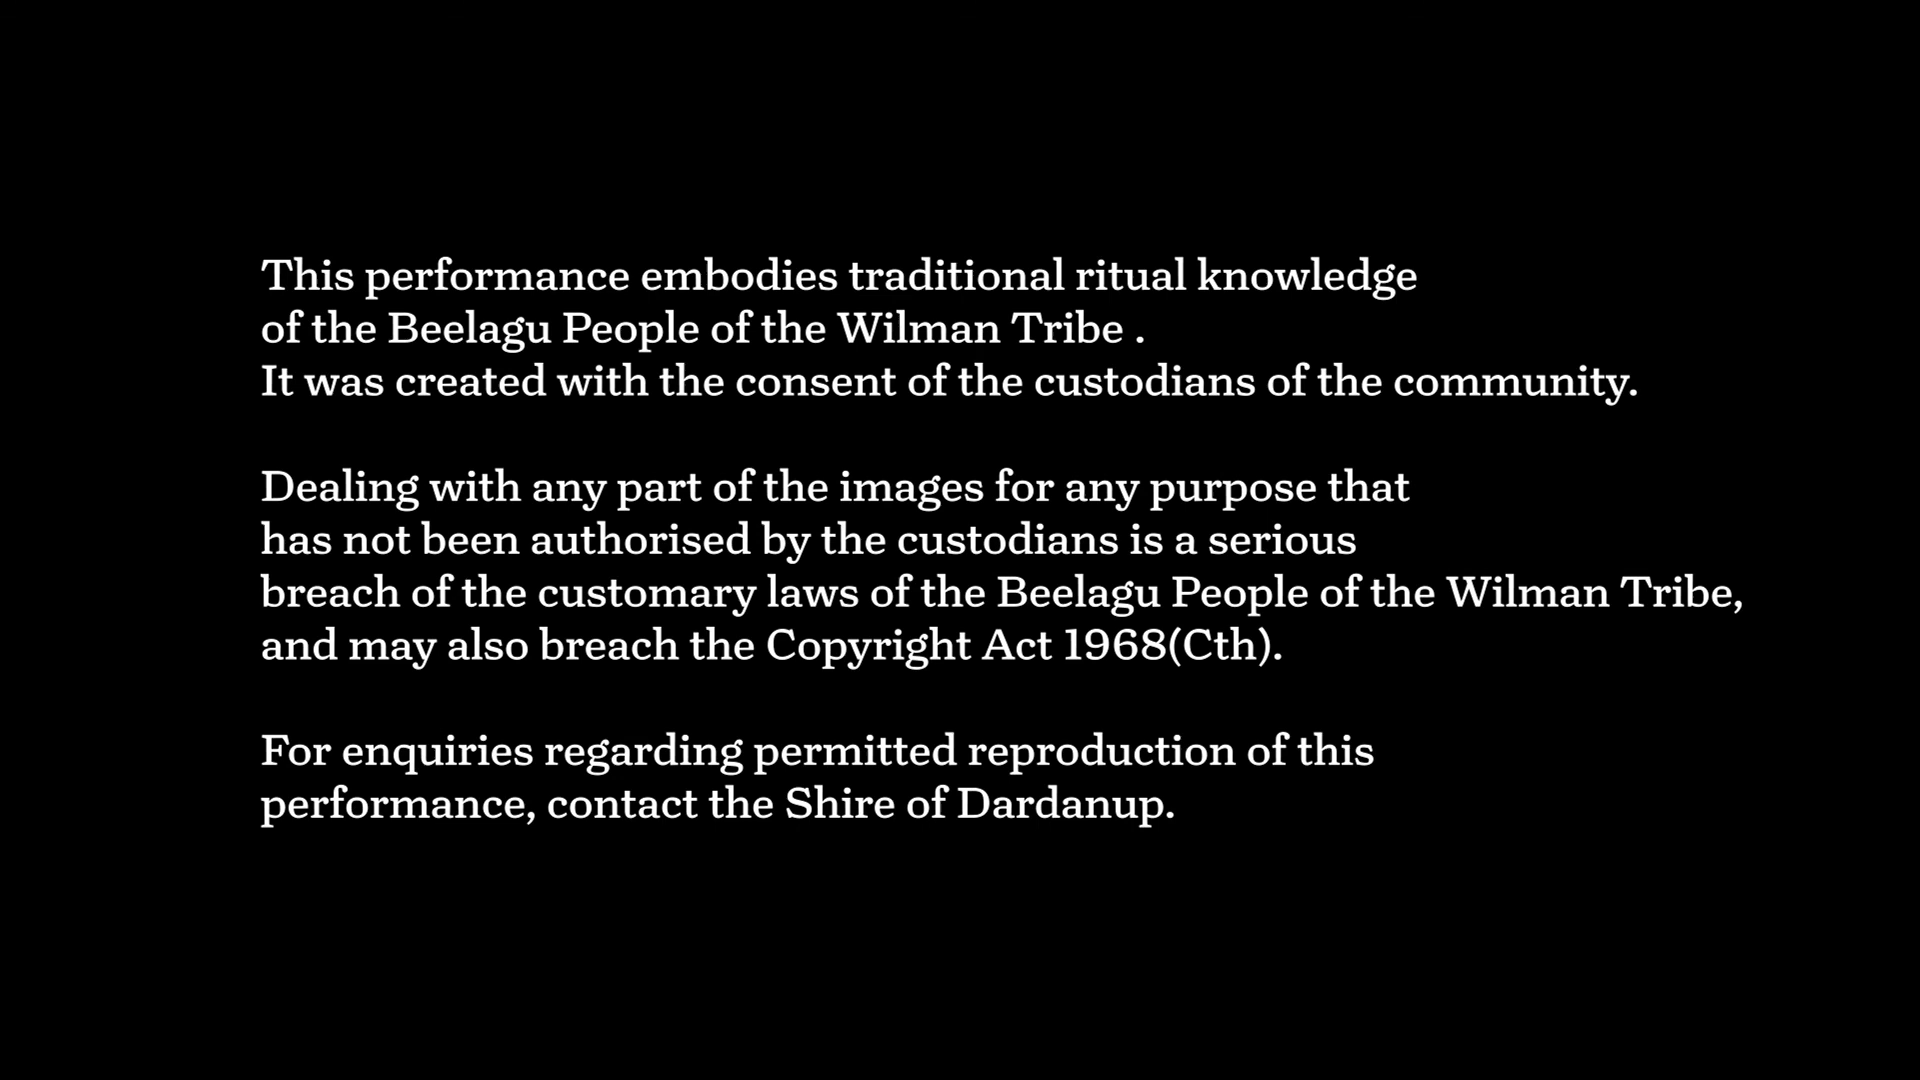 This performance embodies traditional ritual knowledge
of the Beelagu People of the Wilman Tribe .
It was created with the consent of the custodians of the community.
Dealing with any part of the images for any purpose that
has not been authorised by the custodians is a serious
breach of the customary laws of the Beelagu People of the Wilman Tribe,
and may also breach the Copyright Act 1968(Cth).
For enquiries regarding permitted reproduction of this
performance, contact the Shire of Dardanup.